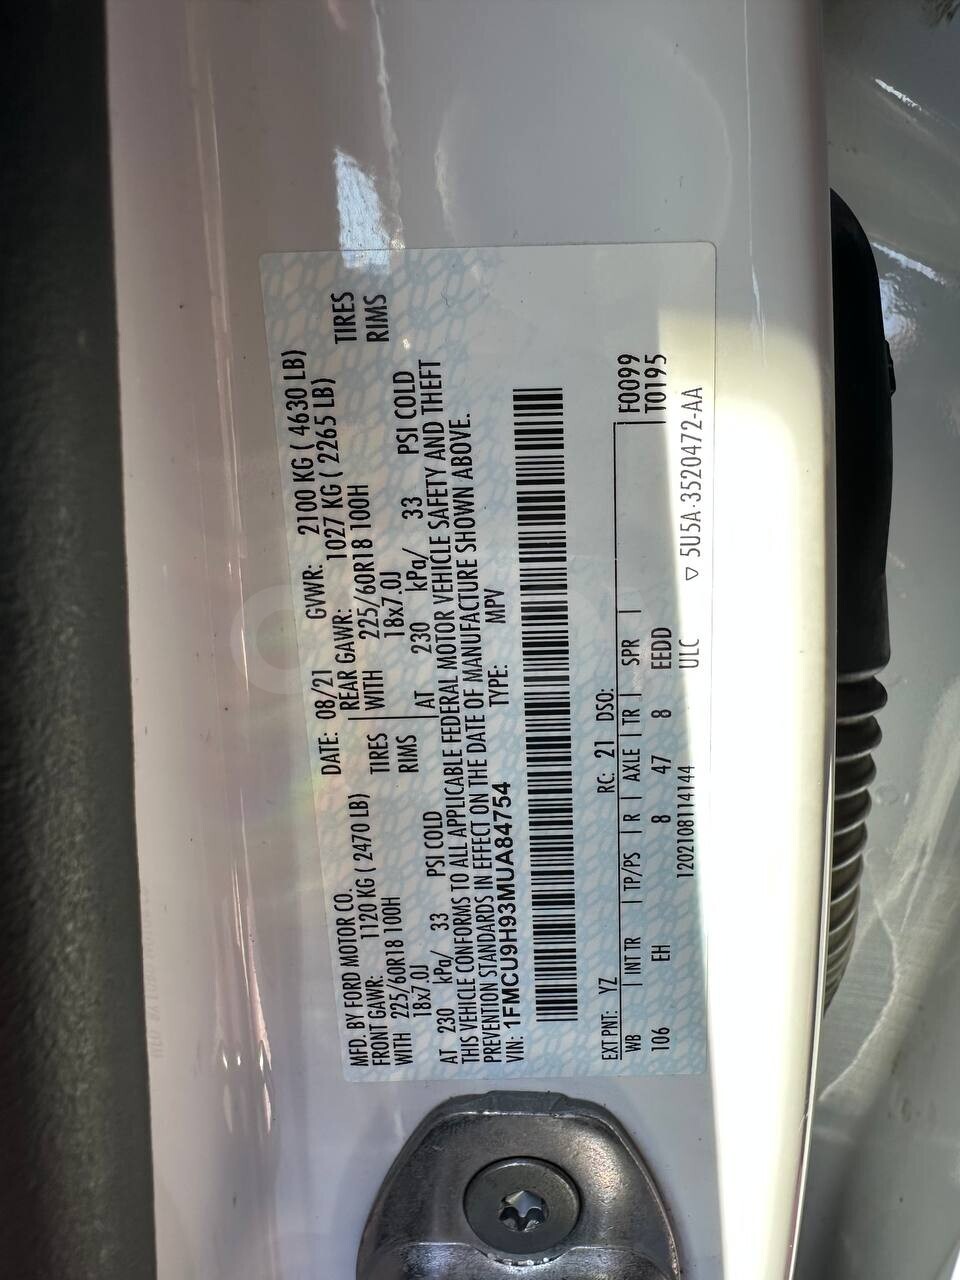 MFD. BY FORD MOTOR CO.
DATE: 08/21 GVWR: 2100 KG ( 4630 LB)
FRONT GAWR: 1120 KG ( 2470 LB) REAR GAWR: 1027 KG ( 2265 LB)
WITH 225/60R18 100H TIRES WITH 225/60R18 100H TIRES
18x7.0J RIMS 18x7.0J RIMS
AT 230 kPa/ 33 PSI COLD AT 230 kPa/ 33 PSI COLD
THIS VEHICLE CONFORMS TO ALL APPLICABLE FEDERAL MOTOR VEHICLE SAFETY AND THEFT
PREVENTION STANDARDS IN EFFECT ON THE DATE OF MANUFACTURE SHOWN ABOVE.
VIN: 1FMCU9H93MUA84754 TYPE: MPV
EXT PNT: YZ RC: 21 DSO: F0099
WB | INT TR | TP/PS | R | AXLE | TR | SPR | T0195
106 EH 8 47 8 EEDD
12021081 14144 ULC ▽ 5U5A-3520472-AA